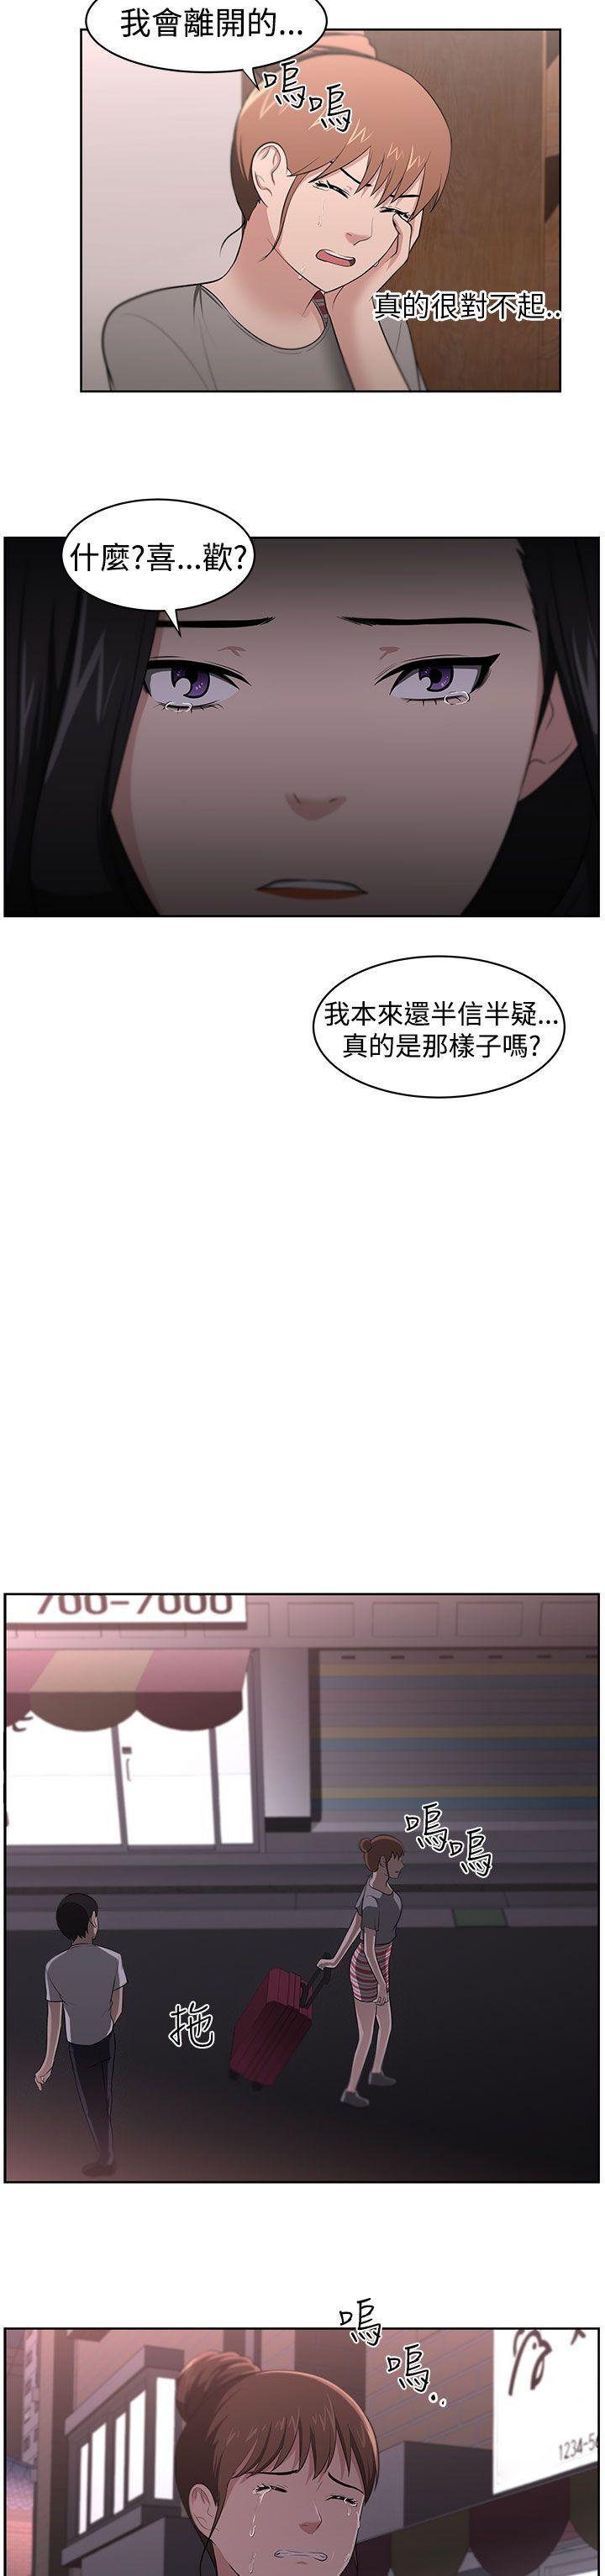 我會離開的...
嗚
嗚
真的很對不起..
什麼?喜...歡?
我本來還半信半疑...
真的是那樣子嗎?
700-7000
嗚
嗚
拖
嗚
嗚..
1234-56